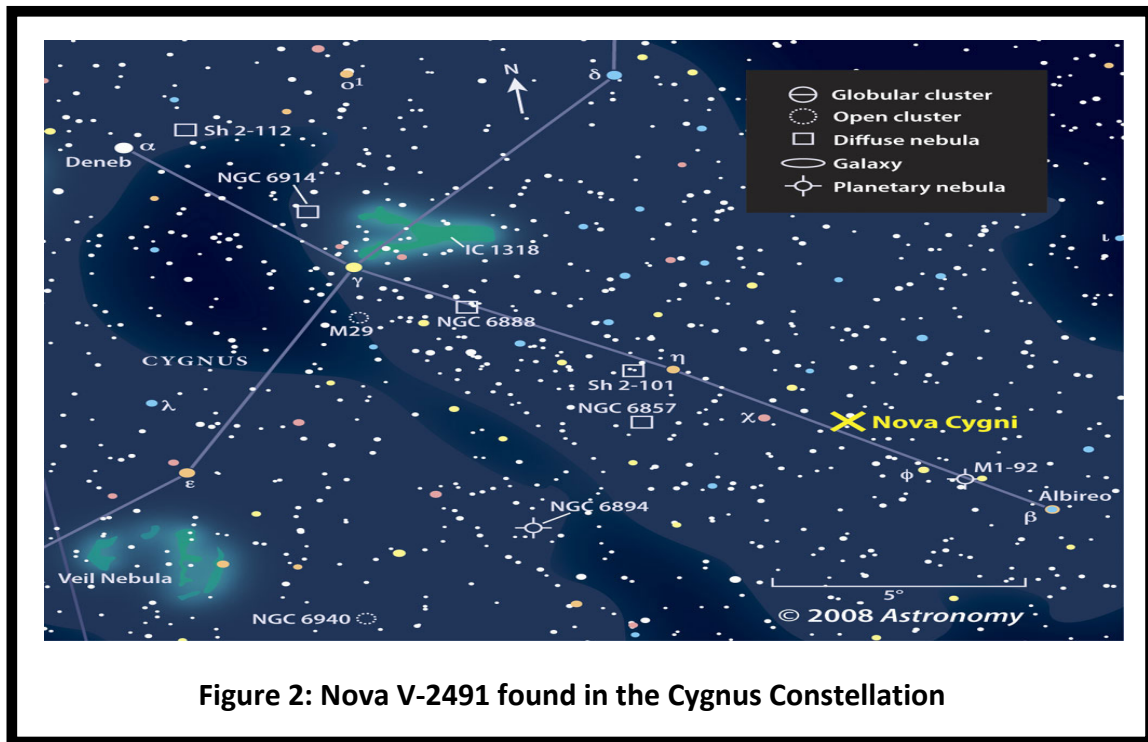 N
δ
ο¹
Globular cluster
Open cluster
Diffuse nebula
Galaxy
Planetary nebula
Sh 2-112
α
Deneb
NGC 6914
ι
IC 1318
γ
M29
NGC 6888
CYGNUS
η
Sh 2-101
λ
NGC 6857
χ
Nova Cygni
M1-92
φ
ε
Albireo
β
NGC 6894
Veil Nebula
5°
NGC 6940
© 2008 Astronomy
Figure 2: Nova V-2491 found in the Cygnus Constellation